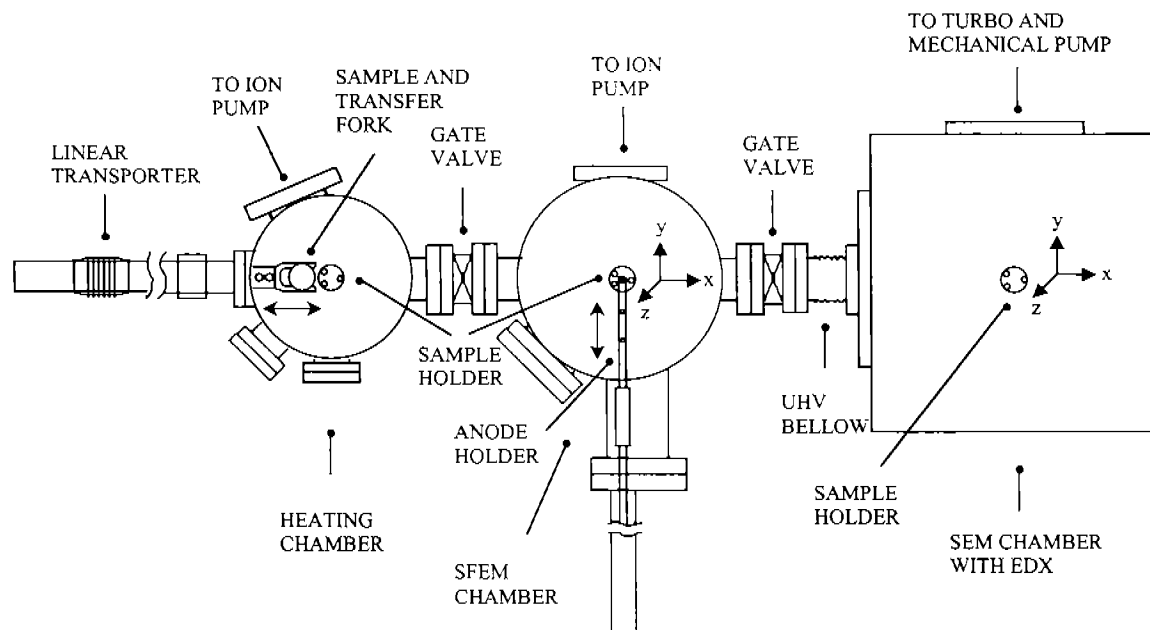 TO TURBO AND
MECHANICAL PUMP
TO ION
PUMP
SAMPLE AND
TRANSFER
FORK
TO ION
PUMP
GATE
VALVE
GATE
VALVE
LINEAR
TRANSPORTER
y
x
z
y
x
z
SAMPLE
HOLDER
ANODE
HOLDER
UHV
BELLOW
SAMPLE
HOLDER
HEATING
CHAMBER
SFEM
CHAMBER
SEM CHAMBER
WITH EDX